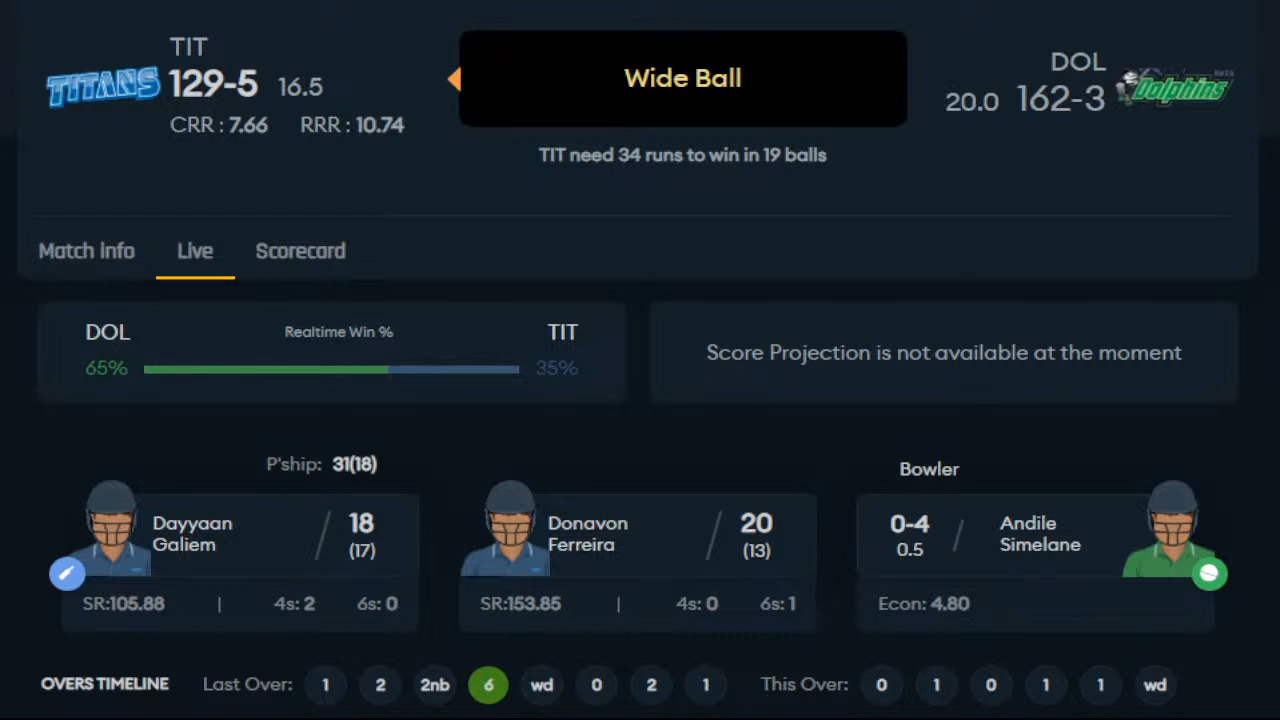 TIT
TITANS
129-5 16.5
CRR : 7.66 RRR : 10.74
Wide Ball
TIT need 34 runs to win in 19 balls
DOL
20.0 162-3
Dolphins
Match info Live Scorecard
DOL Realtime Win % TIT
65% 35%
Score Projection is not available at the moment
P'ship: 31(18)
Dayyaan
Galiem
18
(17)
SR:105.88 | 4s: 2 6s: 0
Donavon
Ferreira
20
(13)
SR:153.85 | 4s: 0 6s: 1
Bowler
0-4
0.5
Andile
Simelane
Econ: 4.80
OVERS TIMELINE Last Over: 1 2 2nb 6 wd 0 2 1 This Over: 0 1 0 1 1 wd